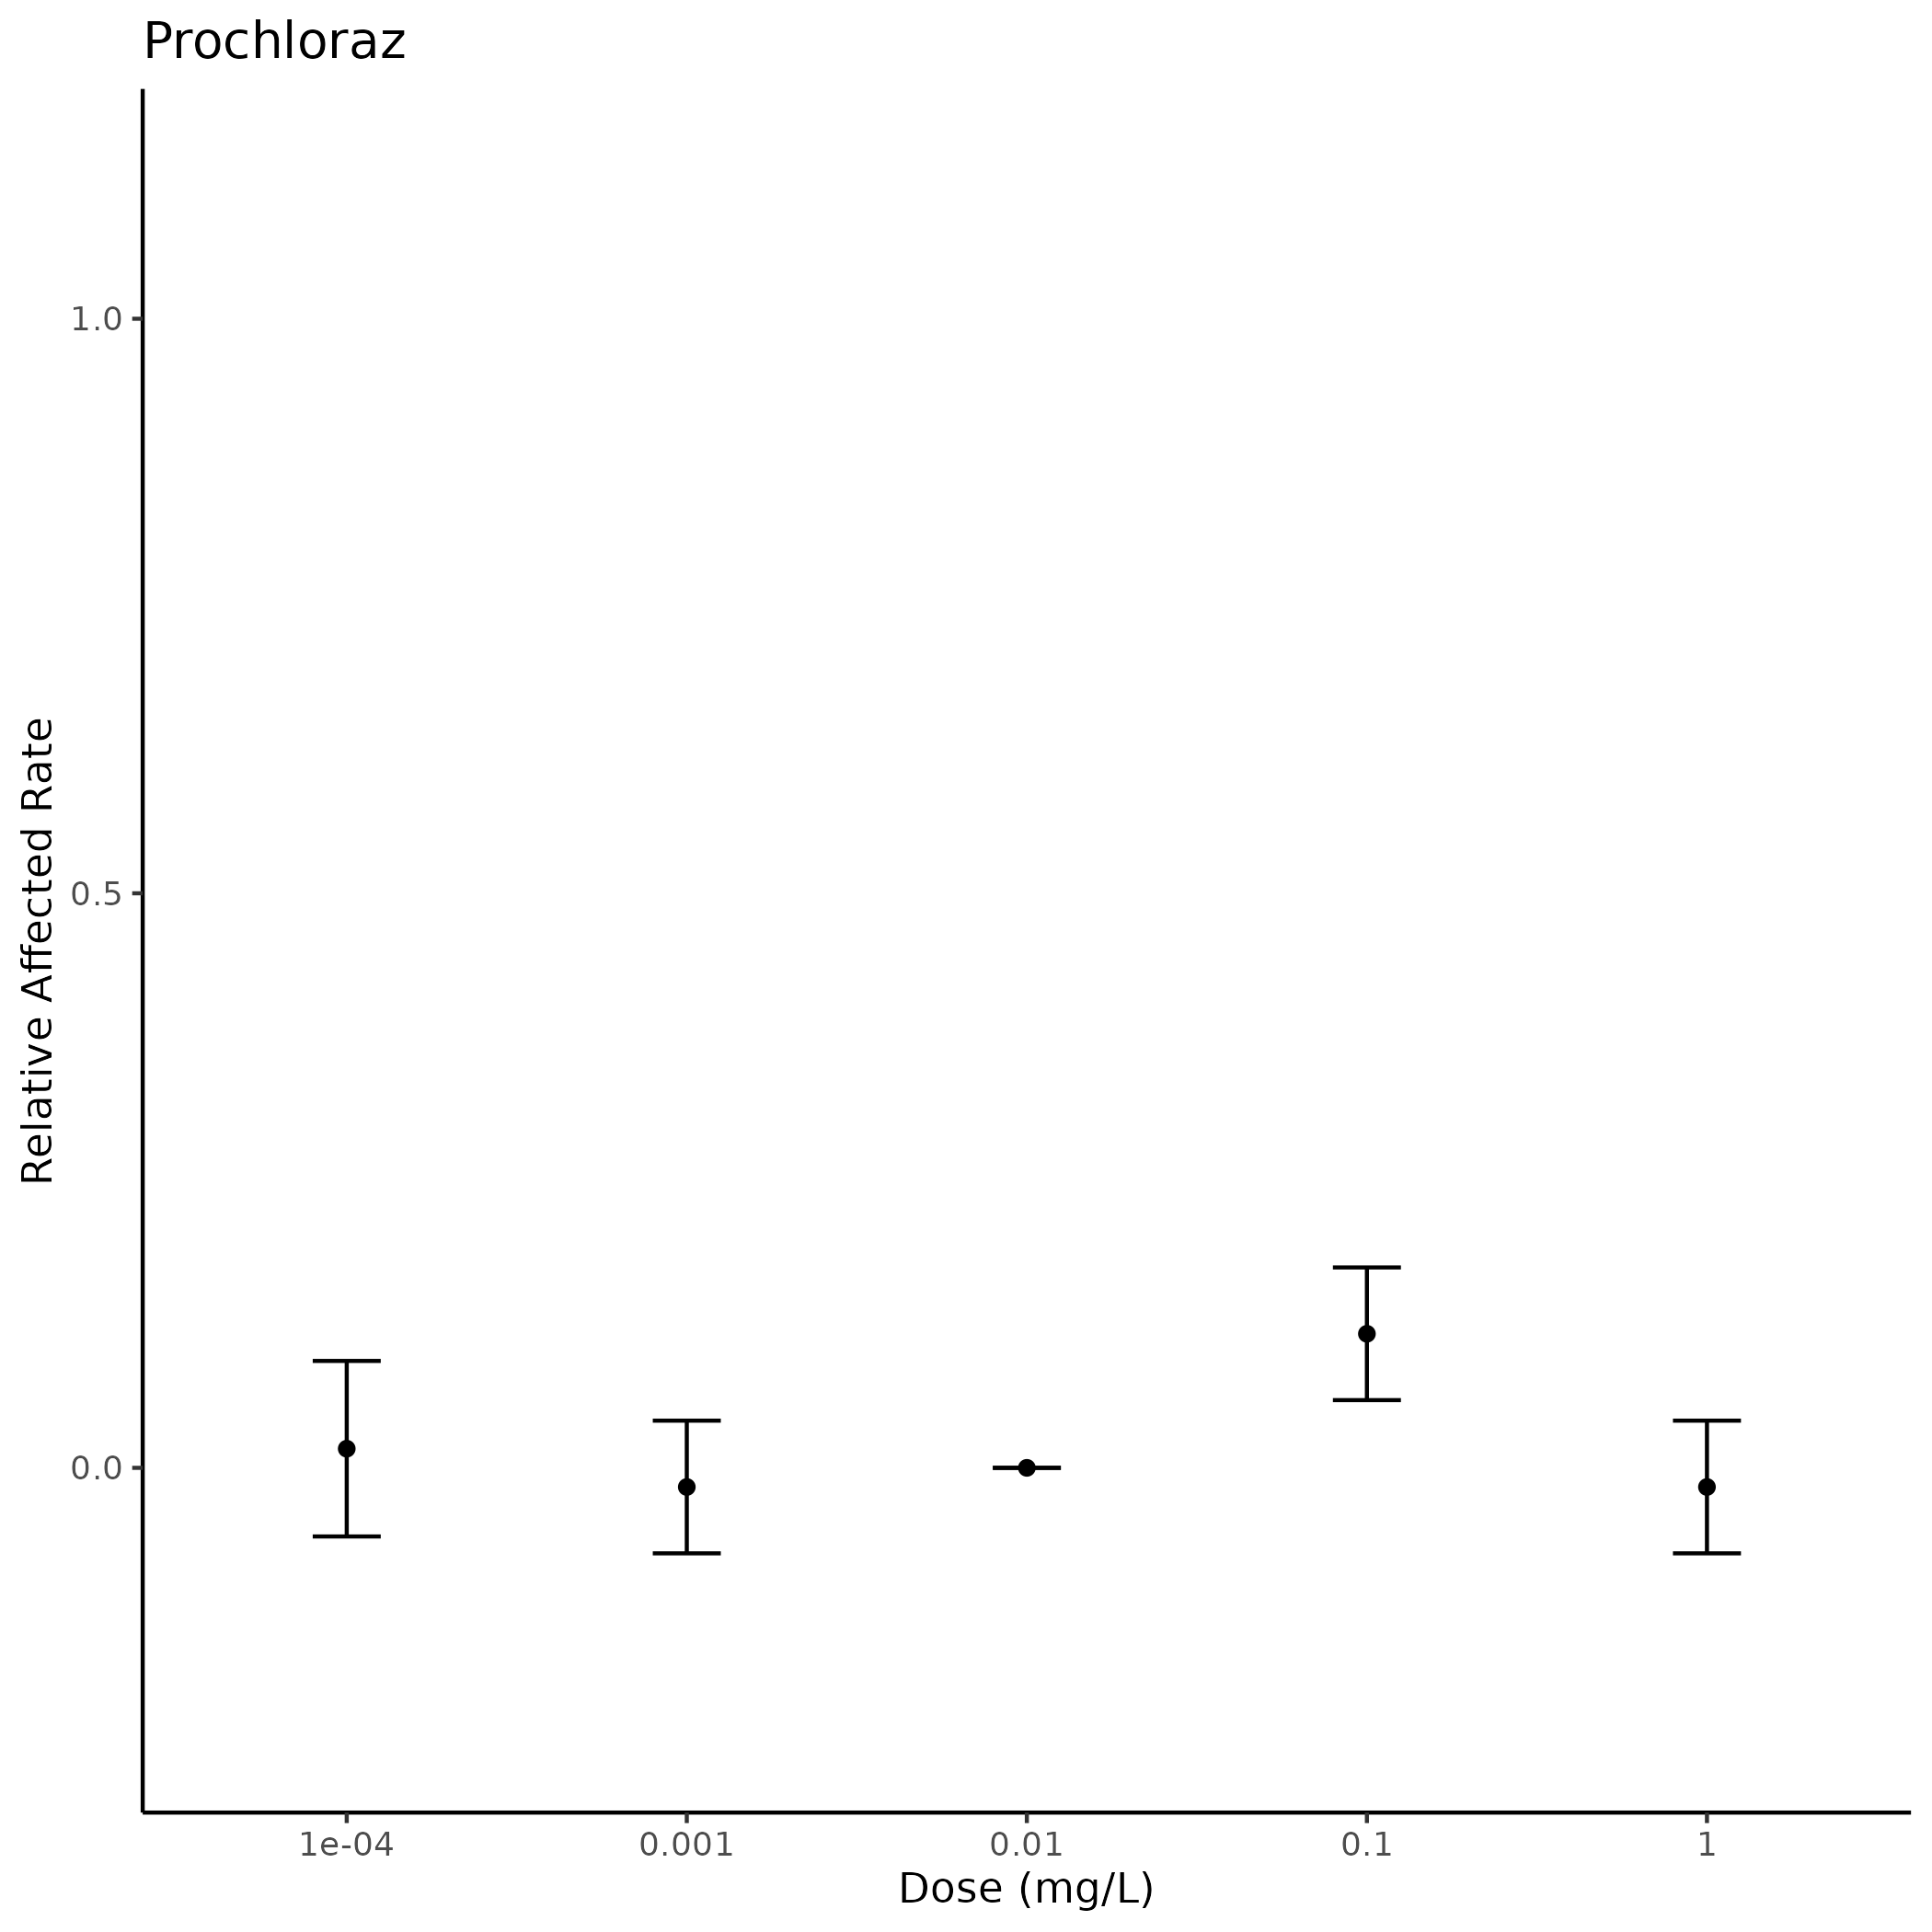 Prochloraz
1.0
0.5
0.0
Relative Affected Rate
1e-04
0.001
0.01
0.1
1
Dose (mg/L)